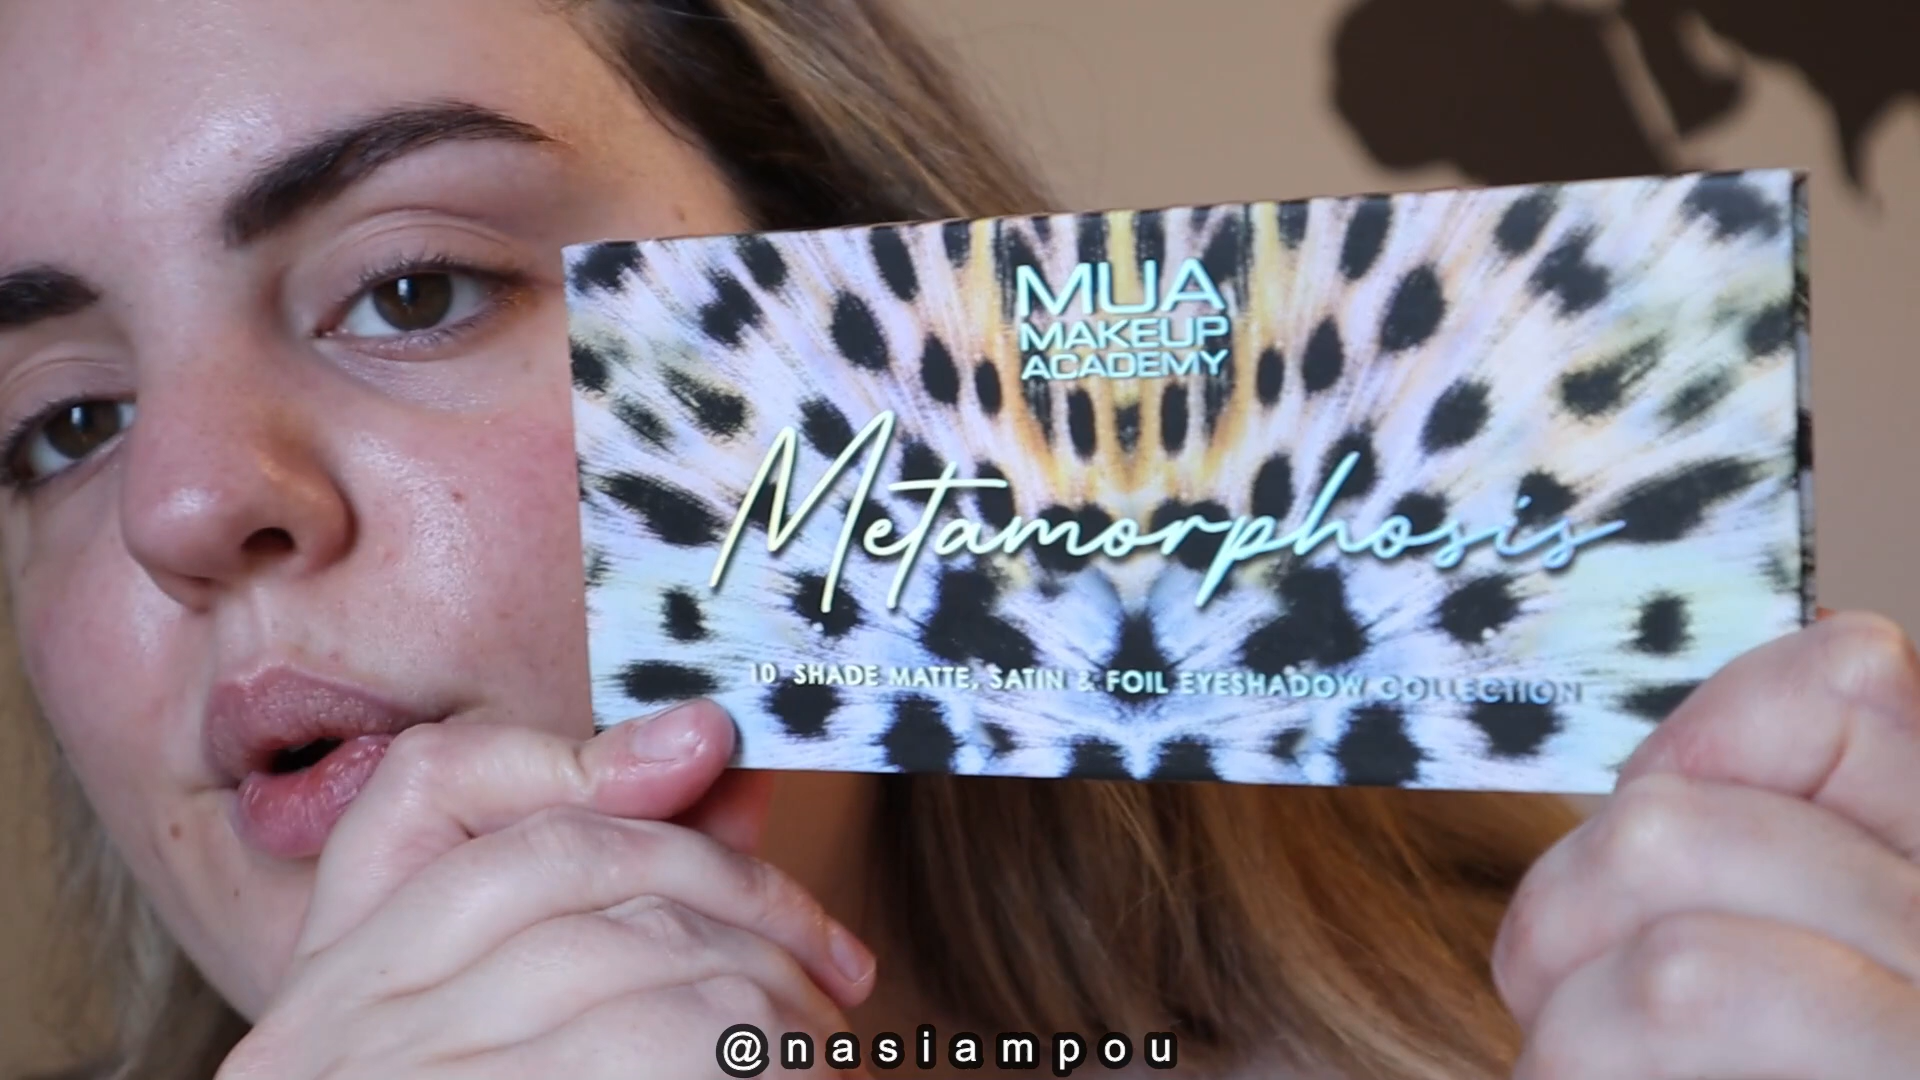 MUA
MAKEUP
ACADEMY
Metamorphosis
10 SHADE MATTE, SATIN & FOIL EYESHADOW COLLECTION
@nasiampou